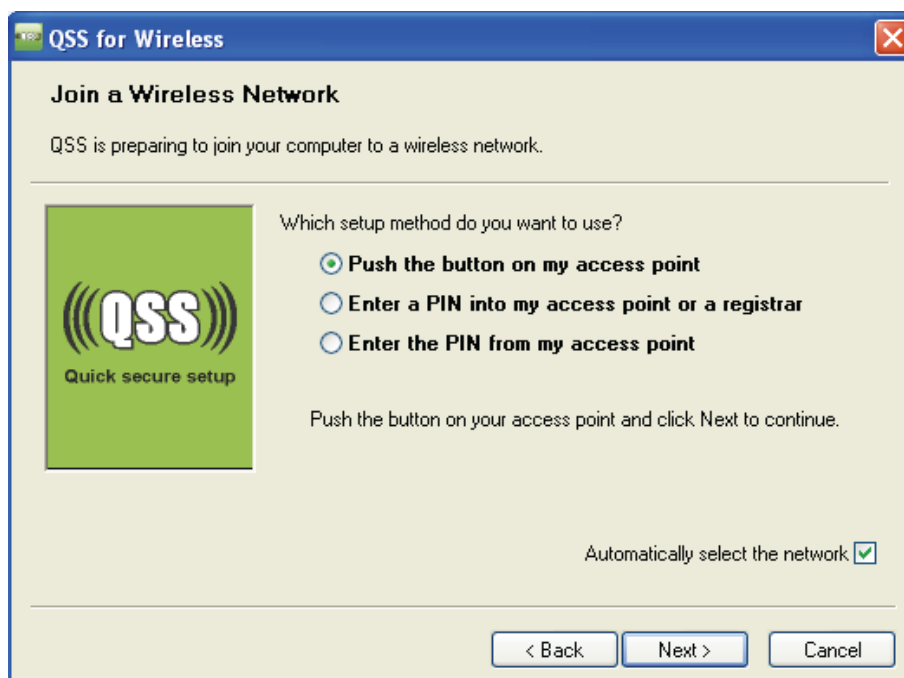 QSS for Wireless
Join a Wireless Network
QSS is preparing to join your computer to a wireless network.
Which setup method do you want to use?
Push the button on my access point
Enter a PIN into my access point or a registrar
Enter the PIN from my access point
QSS
Quick secure setup
Push the button on your access point and click Next to continue.
Automatically select the network
< Back
Next >
Cancel